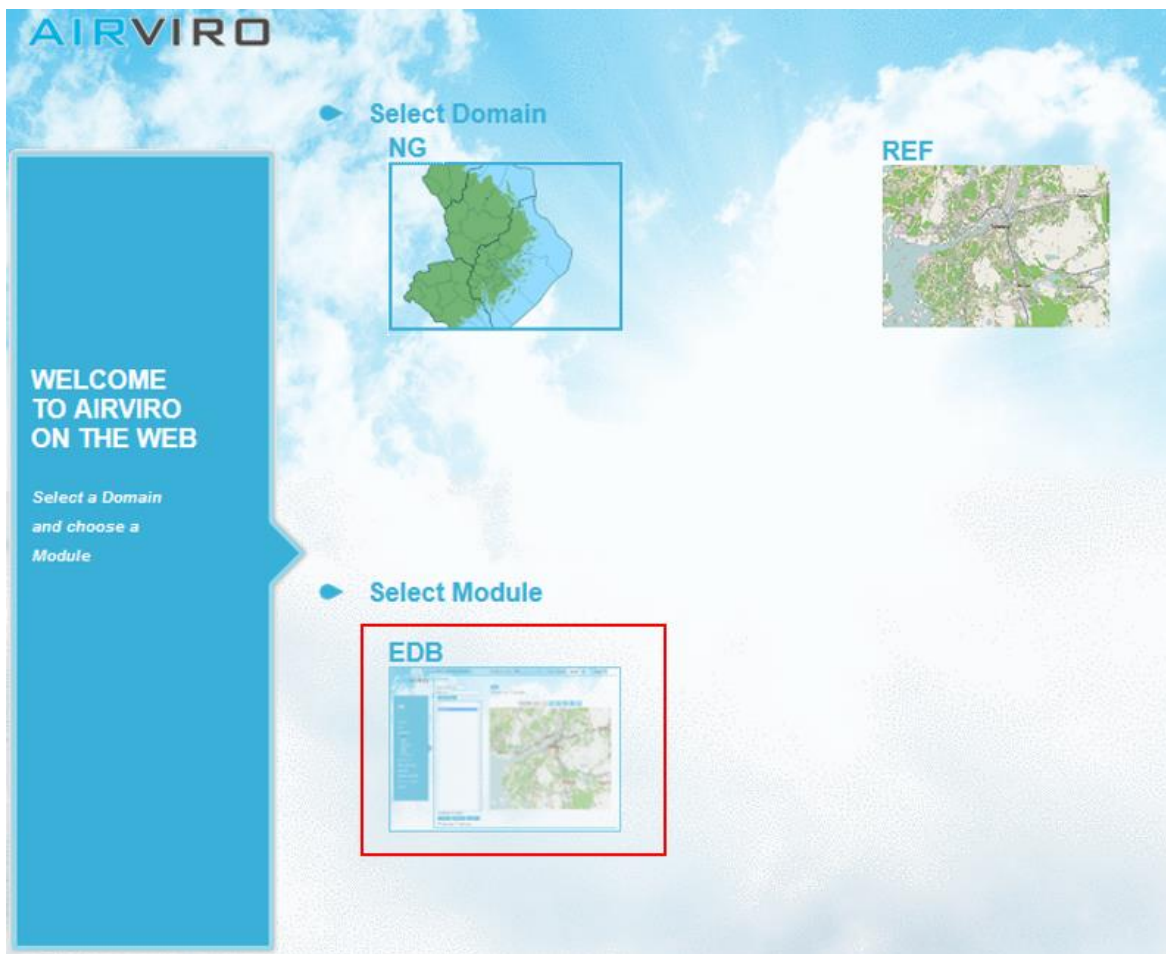 AIRVIRO
Select Domain
NG
REF
WELCOME
TO AIRVIRO
ON THE WEB
Select a Domain
and choose a
Module
Select Module
EDB